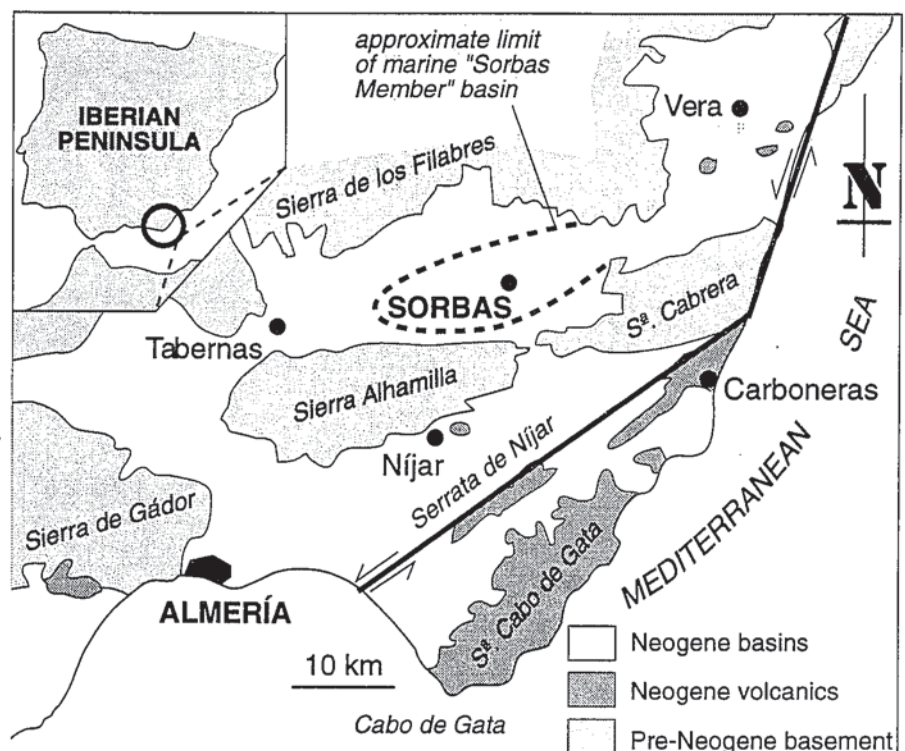 IBERIAN
PENINSULA
approximate limit
of marine "Sorbas
Member" basin
Vera
N
Sierra de los Filabres
SORBAS
Sª. Cabrera
SEA
Tabernas
Sierra Alhamilla
Carboneras
Níjar
Serrata de Níjar
MEDITERRANEAN
Sierra de Gádor
Sª. Cabo de Gata
ALMERÍA
10 km
Cabo de Gata
Neogene basins
Neogene volcanics
Pre-Neogene basement